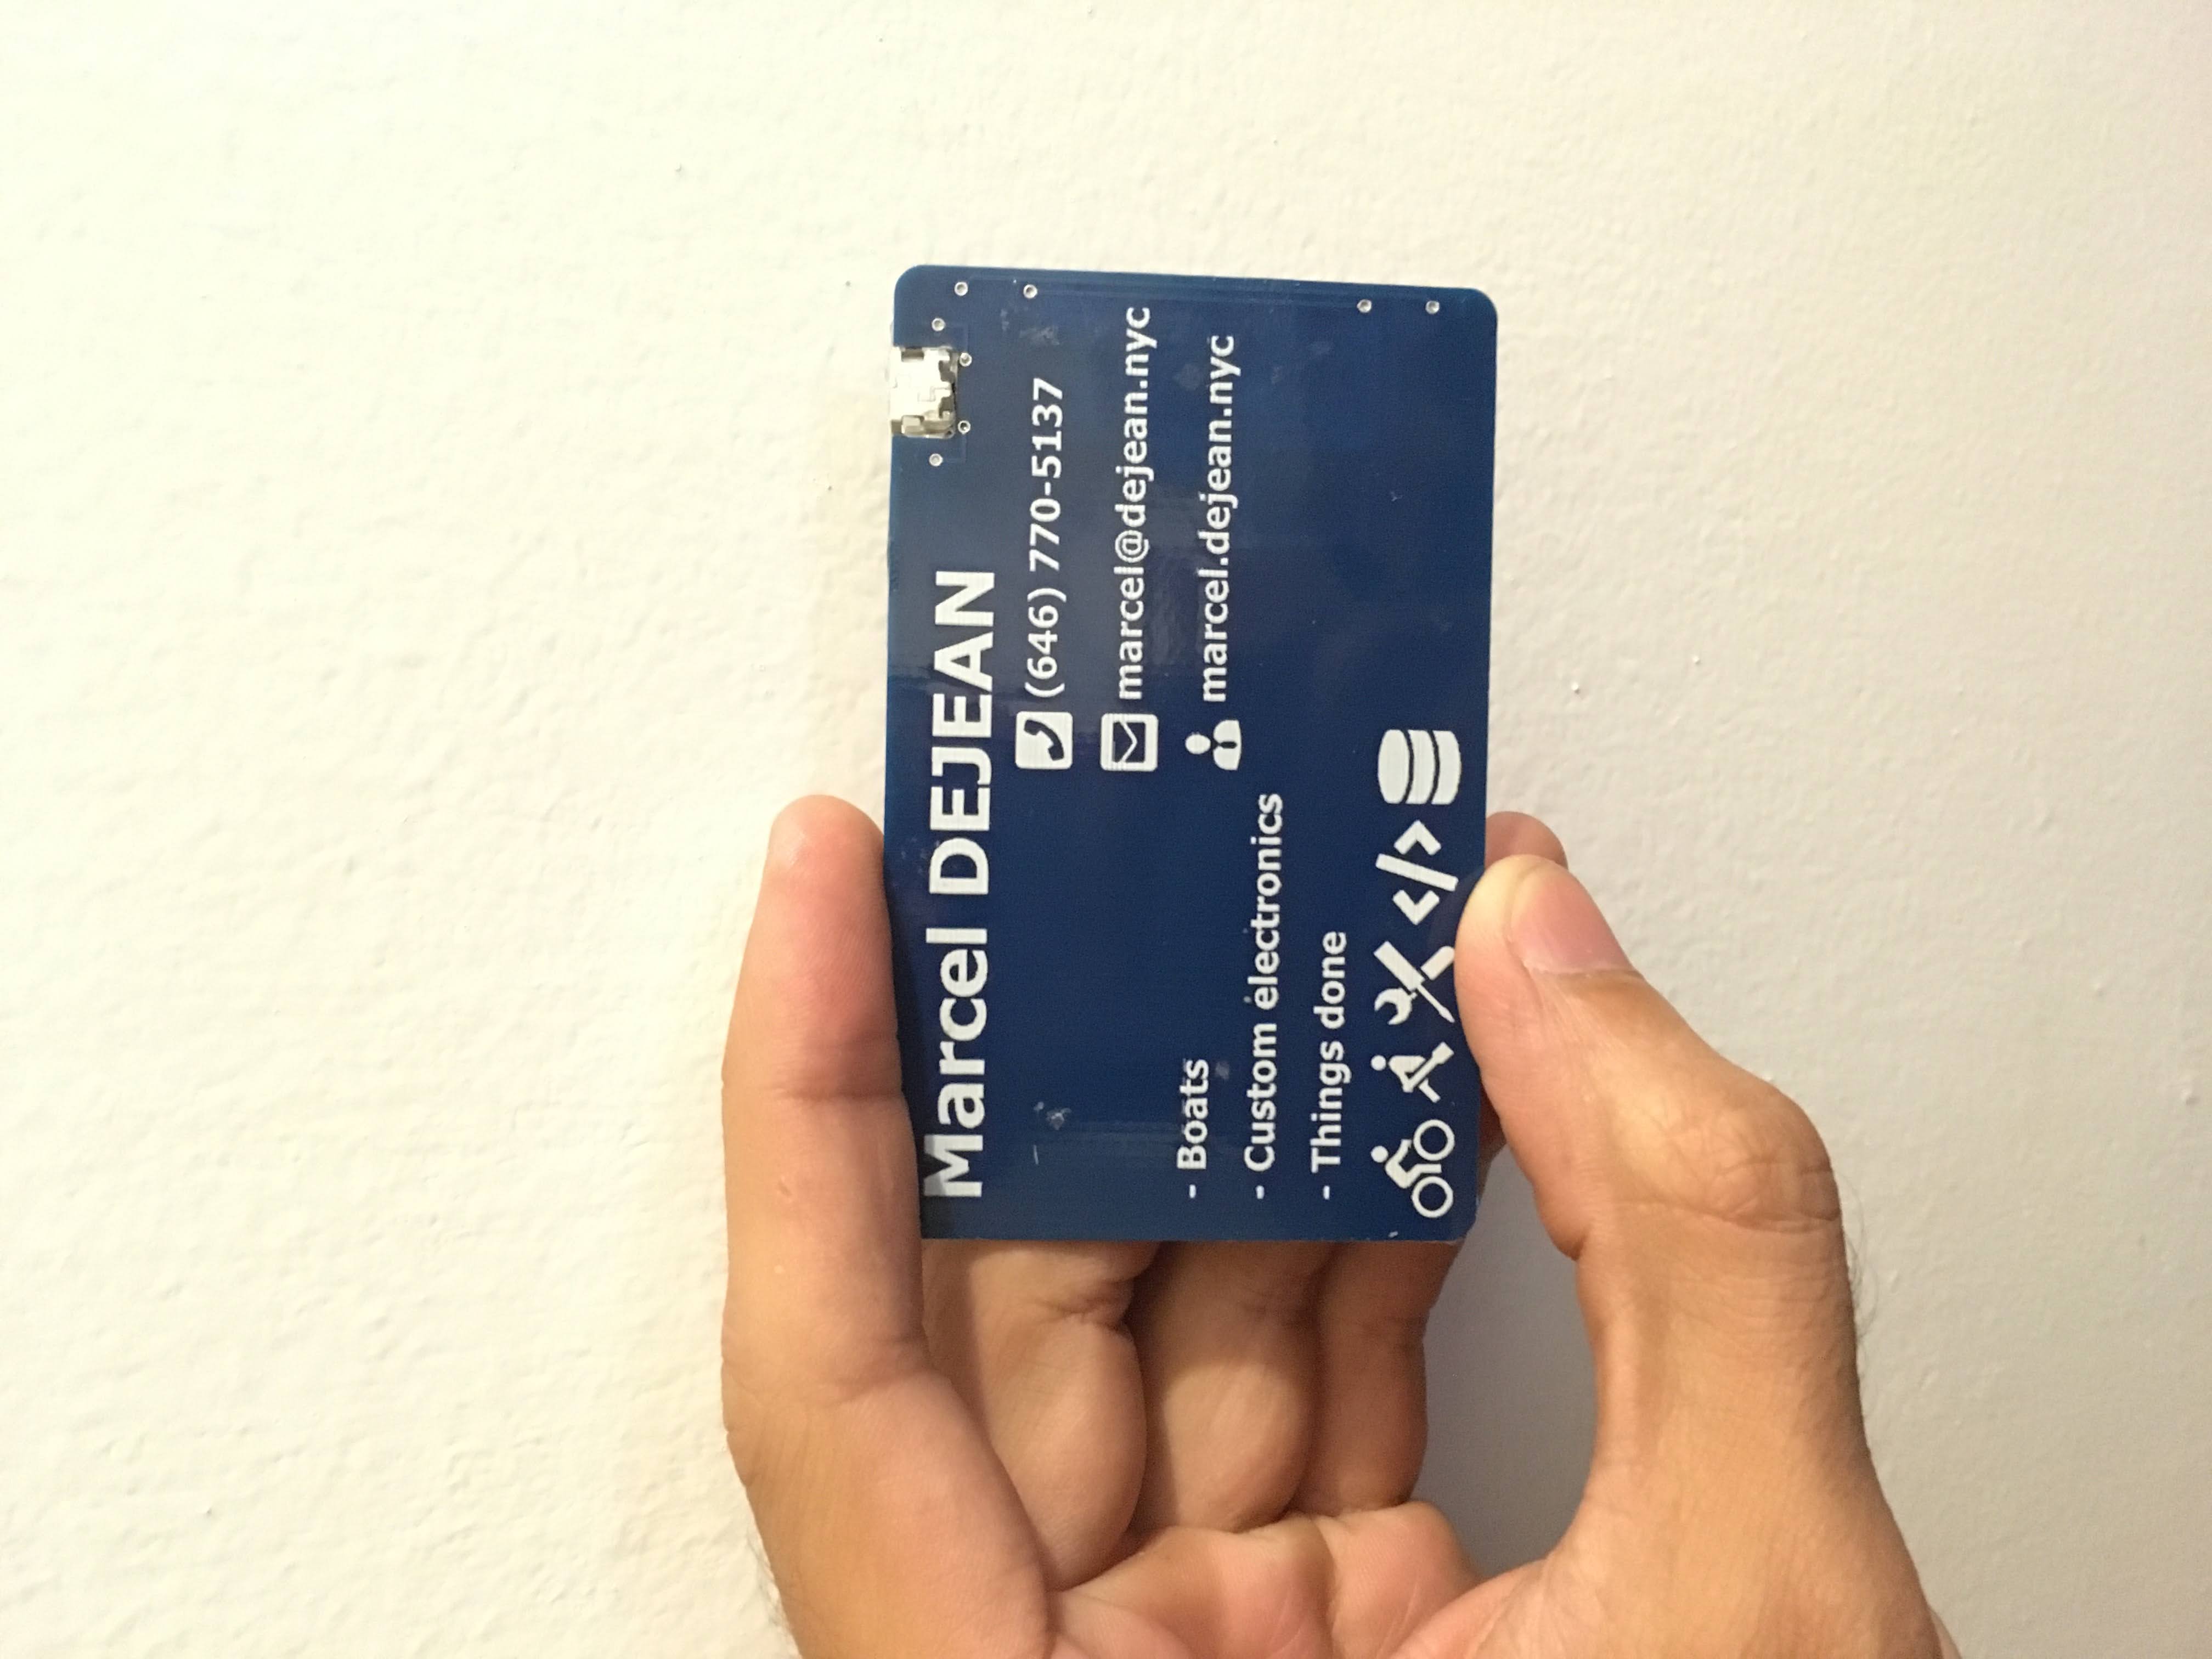 Marcel DEJEAN
(646) 770-5137
marcel@dejean.nyc
marcel.dejean.nyc
- Boats
- Custom electronics
- Things done
</>